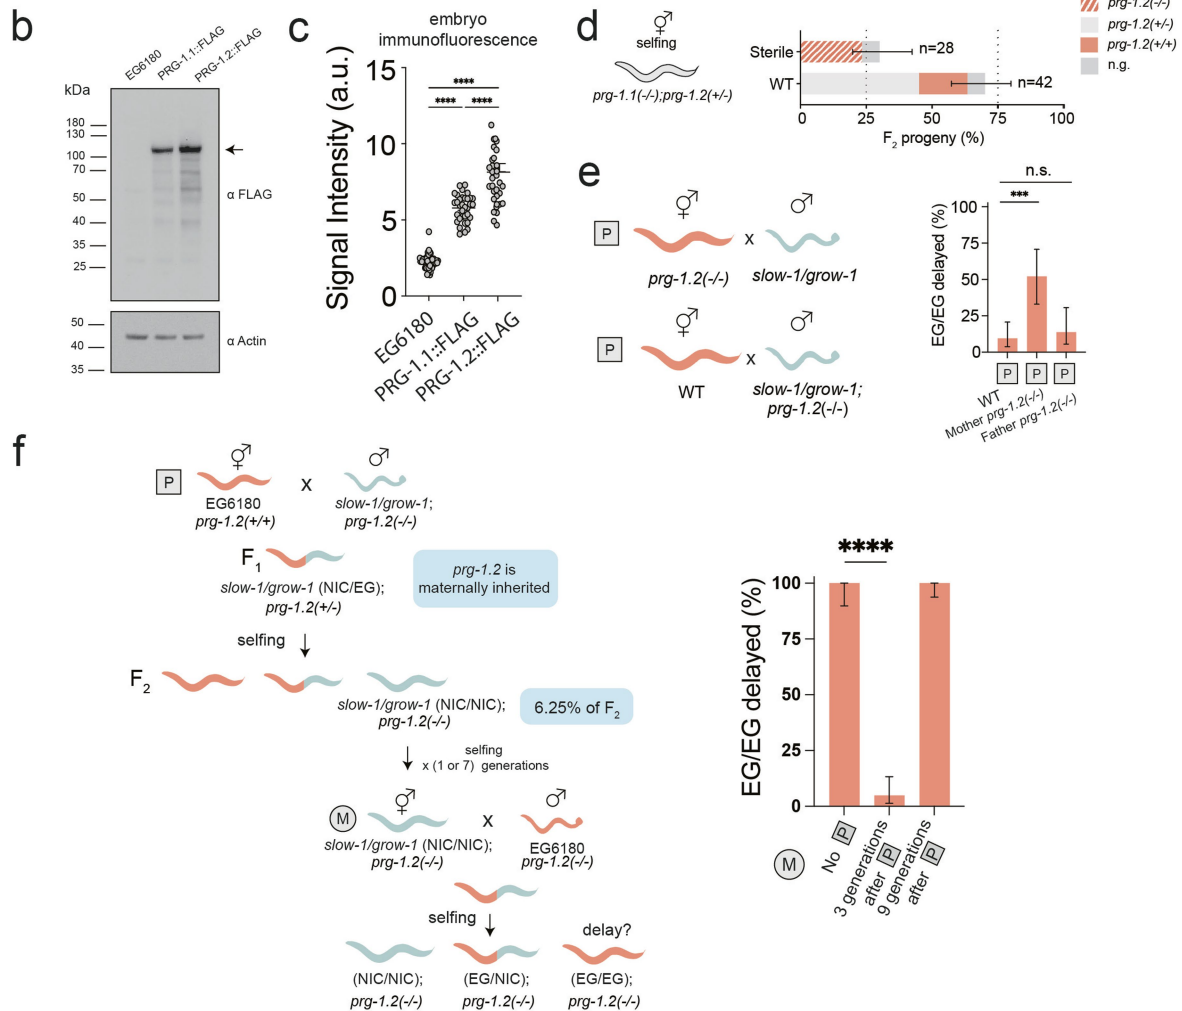 b
EG6180
PRG-1.1::FLAG
PRG-1.2::FLAG
kDa
180
130
100
70
50
40
35
25
α FLAG
50
40
35
α Actin
c
embryo
immunofluorescence
Signal Intensity (a.u.)
15
10
5
0
****
**** ****
EG6180
PRG-1.1::FLAG
PRG-1.2::FLAG
d
selfing
prg-1.1(-/-);prg-1.2(+/-)
Sterile
WT
n=28
n=42
0 25 50 75 100
F2 progeny (%)
prg-1.2(-/-)
prg-1.2(+/-)
prg-1.2(+/+)
n.g.
e
P
x
prg-1.2(-/-)
slow-1/grow-1
P
x
WT
slow-1/grow-1;
prg-1.2(-/-)
n.s.
***
EG/EG delayed (%)
100
75
50
25
0
P P P
WT
Mother prg-1.2(-/-)
Father prg-1.2(-/-)
f
P
x
EG6180
prg-1.2(+/+)
slow-1/grow-1;
prg-1.2(-/-)
F1
slow-1/grow-1 (NIC/EG);
prg-1.2(+/-)
prg-1.2 is
maternally inherited
selfing
F2
slow-1/grow-1 (NIC/NIC);
prg-1.2(-/-)
6.25% of F2
selfing
x (1 or 7) generations
M
x
slow-1/grow-1 (NIC/NIC);
prg-1.2(-/-)
EG6180
prg-1.2(-/-)
selfing
delay?
(NIC/NIC);
prg-1.2(-/-)
(EG/NIC);
prg-1.2(-/-)
(EG/EG);
prg-1.2(-/-)
****
EG/EG delayed (%)
100
75
50
25
0
M
No P
3 generations
after P
9 generations
after P